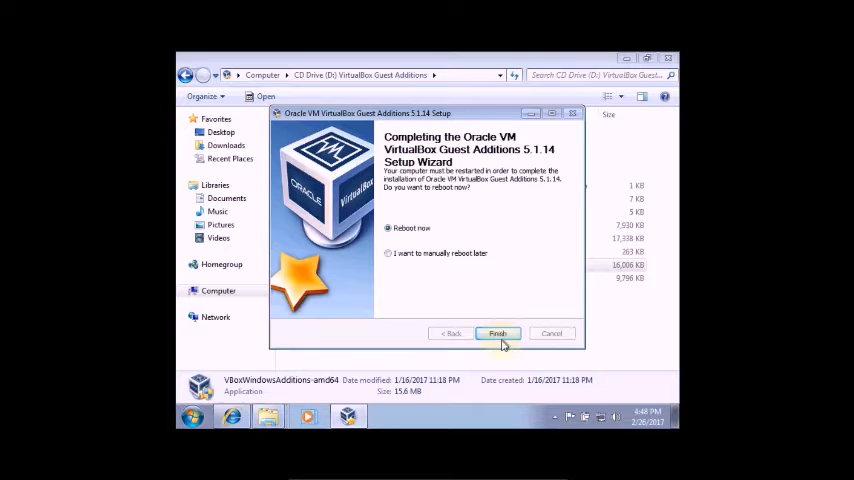 Computer ▸ CD Drive (D:) VirtualBox Guest Additions ▸
Search CD Drive (D:) VirtualBox Guest...
Organize
Open
Favorites
Desktop
Downloads
Recent Places
Libraries
Documents
Music
Pictures
Videos
Homegroup
Computer
Network
Size
1 KB
7 KB
5 KB
7,930 KB
17,338 KB
263 KB
16,006 KB
9,796 KB
Oracle VM VirtualBox Guest Additions 5.1.14 Setup
ORACLE
VirtualBox
Completing the Oracle VM
VirtualBox Guest Additions 5.1.14
Setup Wizard
Your computer must be restarted in order to complete the
installation of Oracle VM VirtualBox Guest Additions 5.1.14.
Do you want to reboot now?
Reboot now
I want to manually reboot later
< Back
Finish
Cancel
VBoxWindowsAdditions-amd64 Date modified: 1/16/2017 11:18 PM Date created: 1/16/2017 11:18 PM
Application Size: 15.6 MB
4:48 PM
2/26/2017